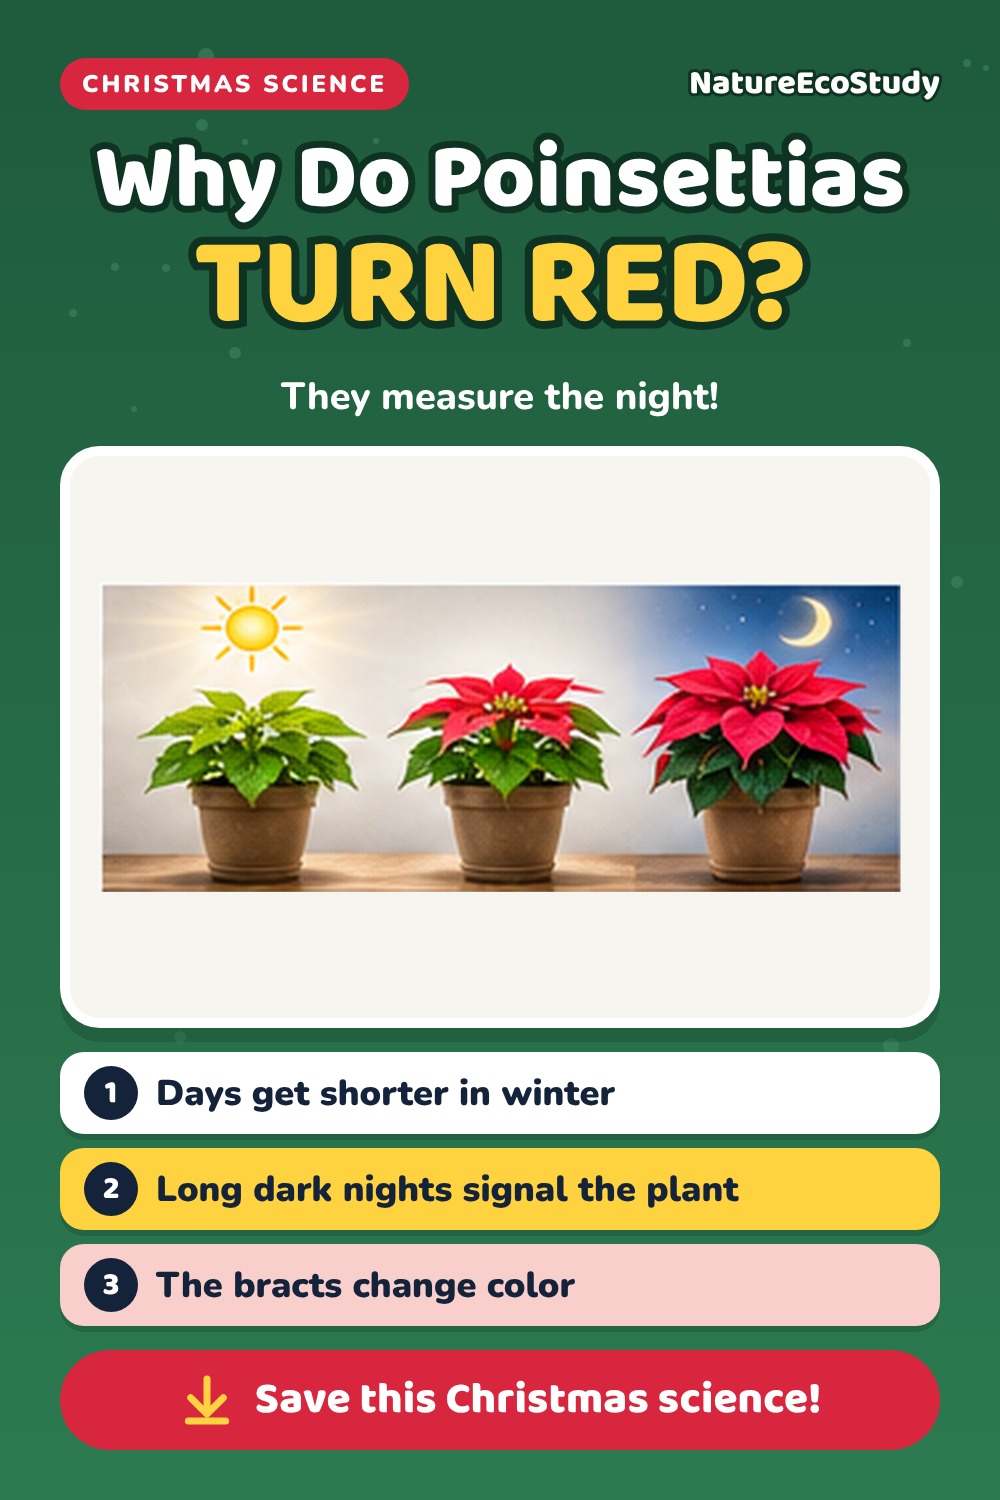 CHRISTMAS SCIENCE
NatureEcoStudy
Why Do Poinsettias
TURN RED?
They measure the night!
1 Days get shorter in winter
2 Long dark nights signal the plant
3 The bracts change color
Save this Christmas science!